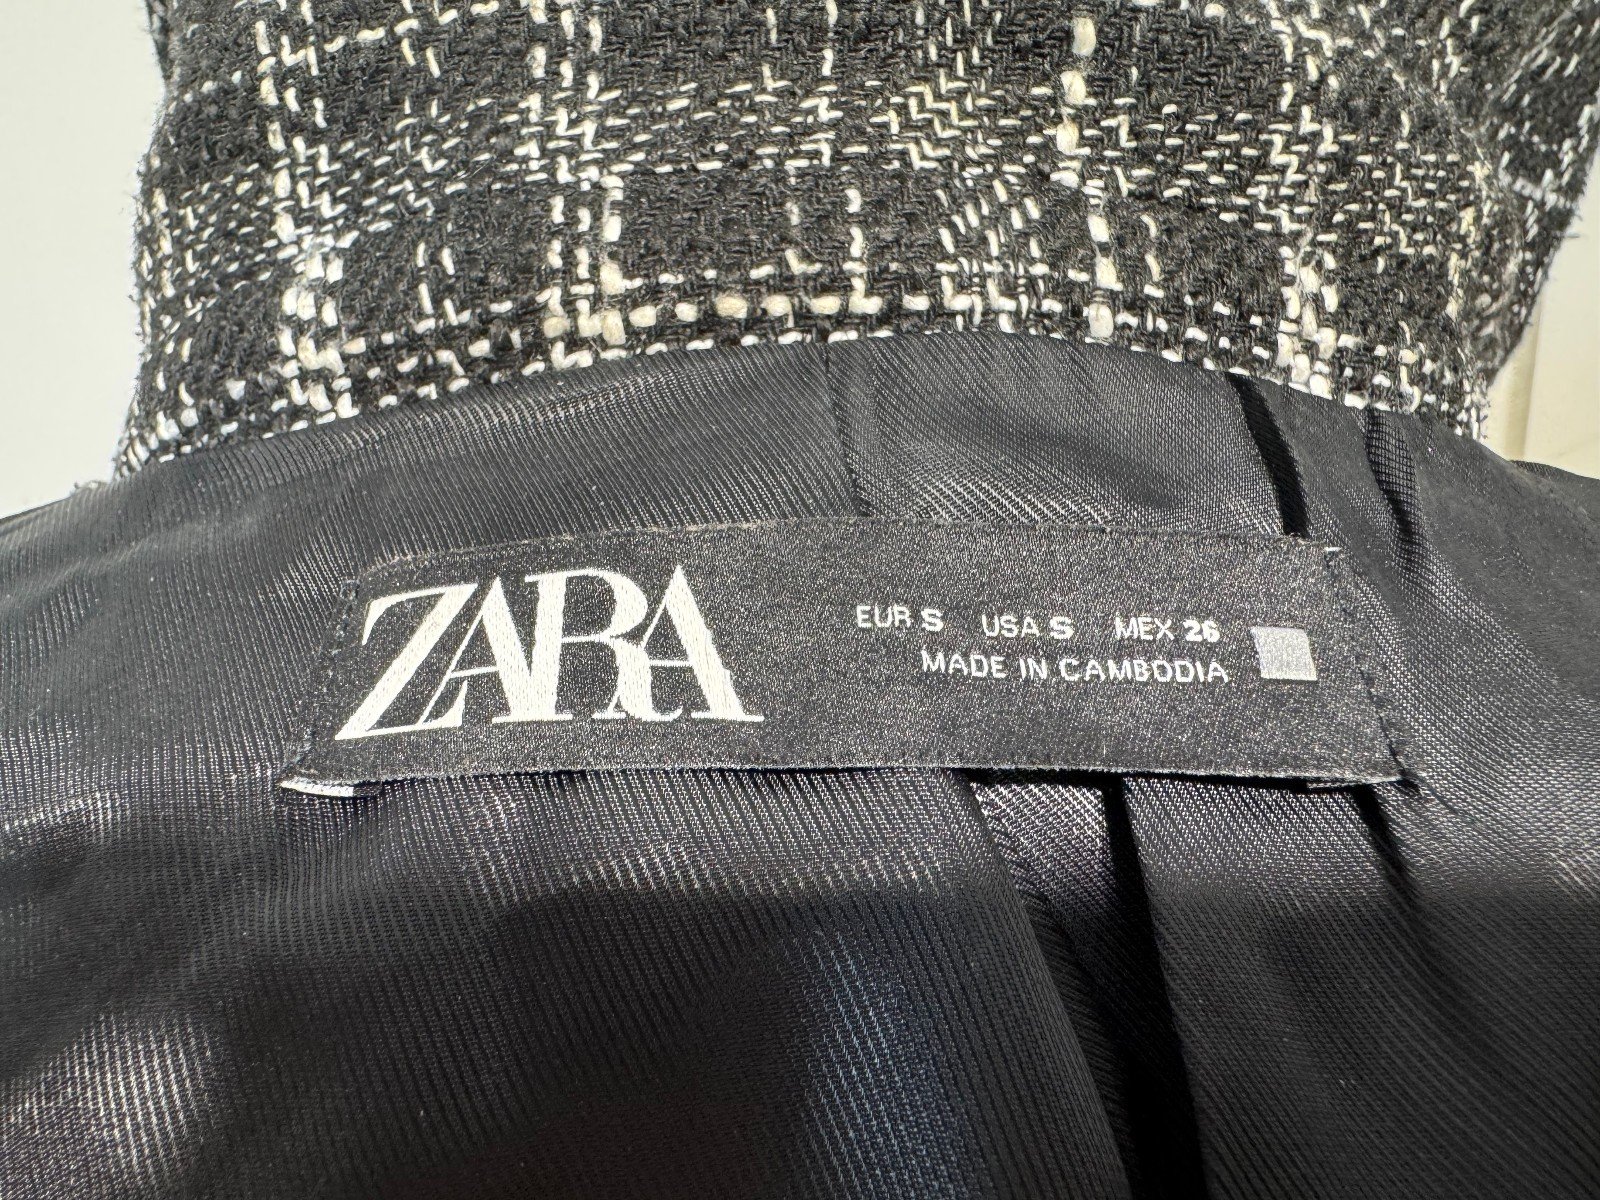 ZARA
EUR S USA S MEX 26
MADE IN CAMBODIA